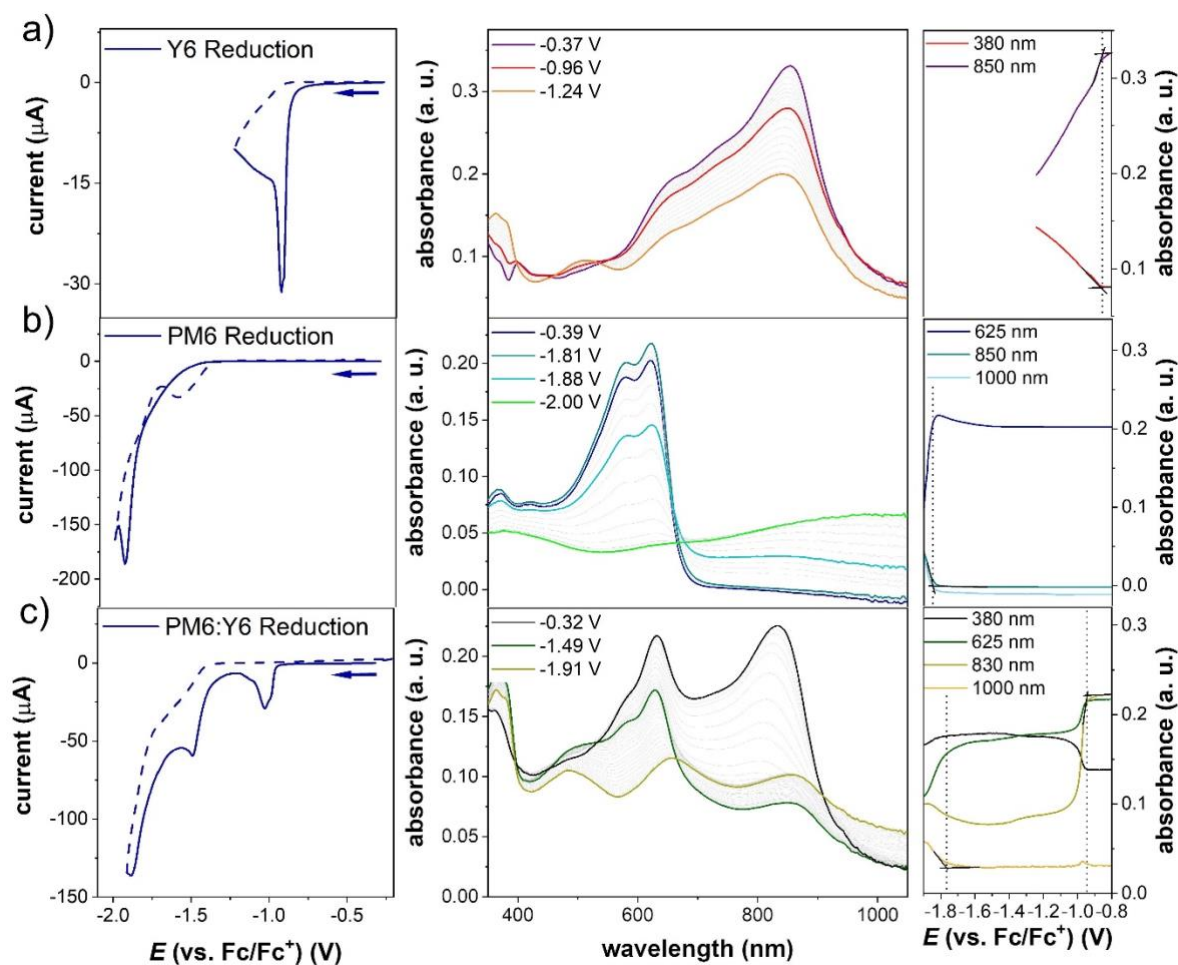 a)
Y6 Reduction
0
-15
-30
current (μA)
-0.37 V
-0.96 V
-1.24 V
0.3
0.2
0.1
absorbance (a. u.)
380 nm
850 nm
0.3
0.2
0.1
absorbance (a. u.)
b)
PM6 Reduction
0
-50
-100
-150
-200
current (μA)
-0.39 V
-1.81 V
-1.88 V
-2.00 V
0.20
0.15
0.10
0.05
0.00
absorbance (a. u.)
625 nm
850 nm
1000 nm
0.3
0.2
0.1
0.0
absorbance (a. u.)
c)
PM6:Y6 Reduction
0
-50
-100
-150
current (μA)
-2.0 -1.5 -1.0 -0.5
E (vs. Fc/Fc+) (V)
-0.32 V
-1.49 V
-1.91 V
0.20
0.15
0.10
0.05
0.00
absorbance (a. u.)
400 600 800 1000
wavelength (nm)
380 nm
625 nm
830 nm
1000 nm
0.3
0.2
0.1
0.0
absorbance (a. u.)
-1.8 -1.6 -1.4 -1.2 -1.0 -0.8
E (vs. Fc/Fc+) (V)